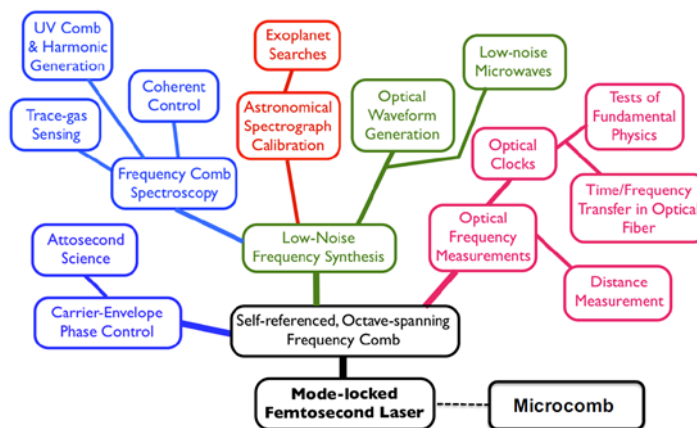 UV Comb
& Harmonic
Generation
Exoplanet
Searches
Low-noise
Microwaves
Coherent
Control
Trace-gas
Sensing
Astronomical
Spectrograph
Calibration
Optical
Waveform
Generation
Tests of
Fundamental
Physics
Optical
Clocks
Frequency Comb
Spectroscopy
Time/Frequency
Transfer in Optical
Fiber
Attosecond
Science
Low-Noise
Frequency Synthesis
Optical
Frequency
Measurements
Distance
Measurement
Carrier-Envelope
Phase Control
Self-referenced, Octave-spanning
Frequency Comb
Mode-locked
Femtosecond Laser
Microcomb